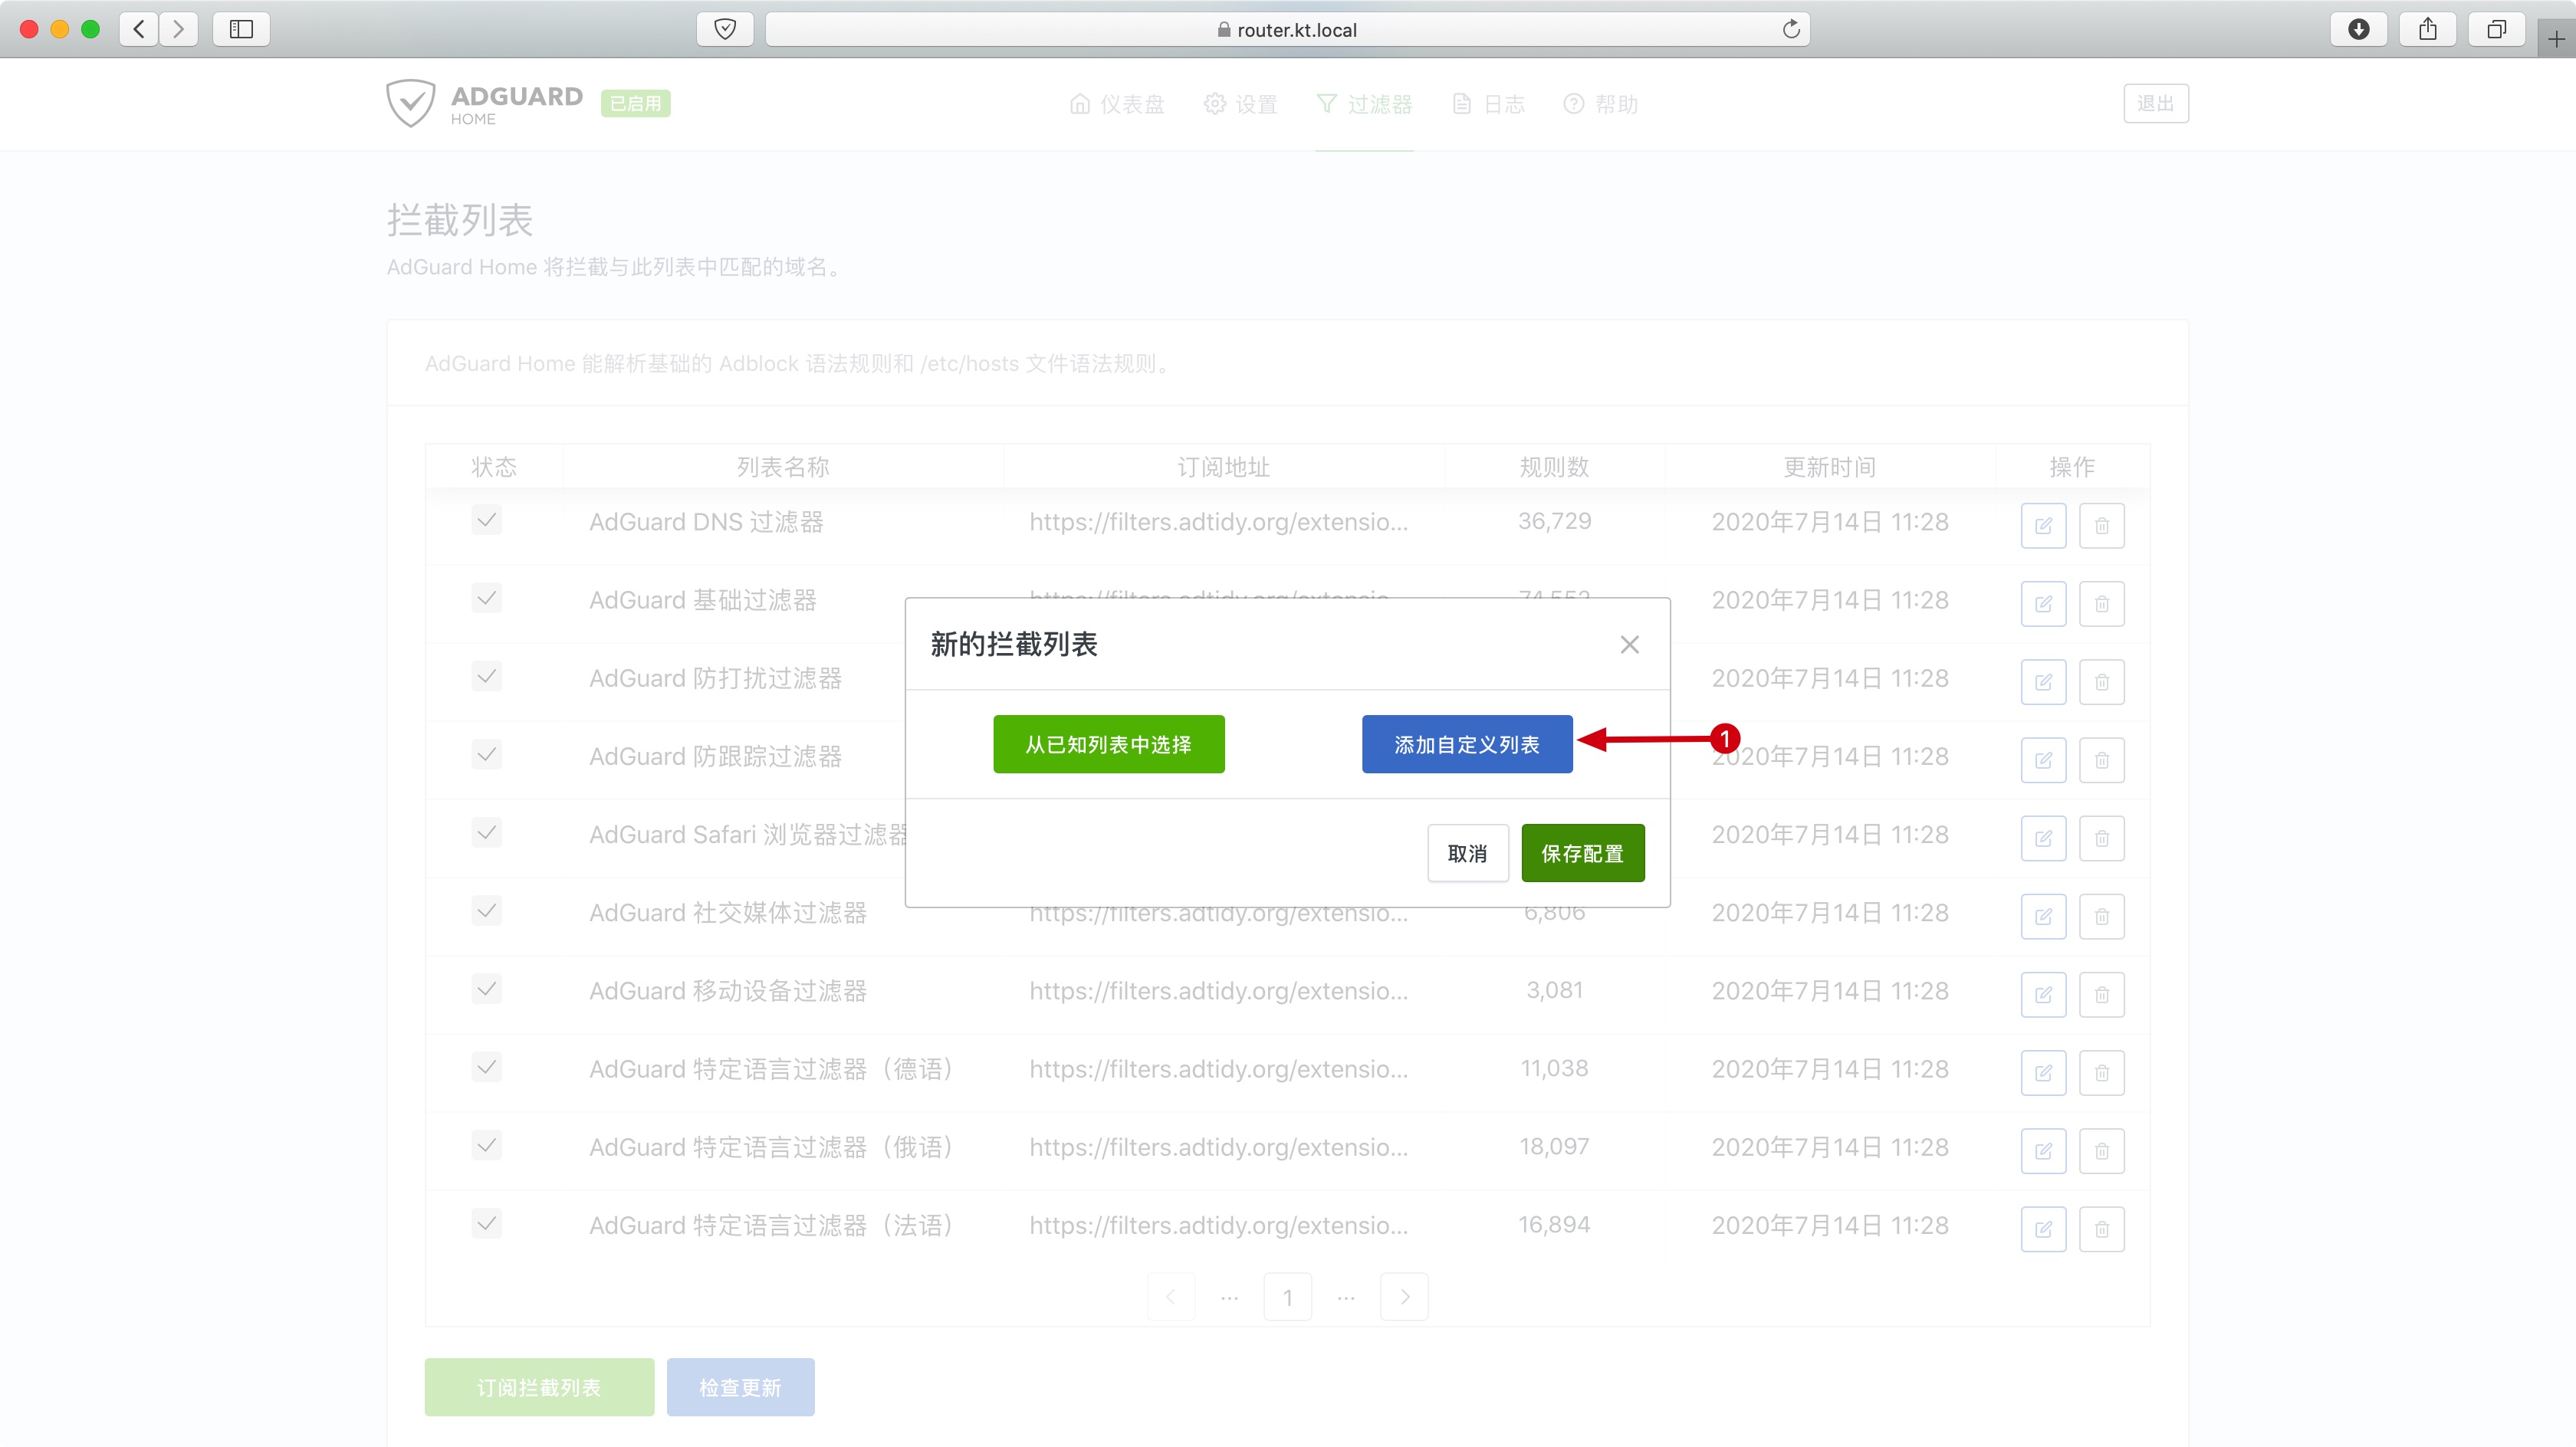 router.kt.local
ADGUARD
HOME
已启用
仪表盘
设置
过滤器
日志
帮助
退出
拦截列表
AdGuard Home 将拦截与此列表中匹配的域名。
AdGuard Home 能解析基础的 Adblock 语法规则和 /etc/hosts 文件语法规则。
状态 列表名称 订阅地址 规则数 更新时间 操作
AdGuard DNS 过滤器 https://filters.adtidy.org/extensio... 36,729 2020年7月14日 11:28
AdGuard 基础过滤器 https://filters.adtidy.org/extensio... 74,552 2020年7月14日 11:28
AdGuard 防打扰过滤器 2020年7月14日 11:28
AdGuard 防跟踪过滤器 2020年7月14日 11:28
AdGuard Safari 浏览器过滤器 2020年7月14日 11:28
AdGuard 社交媒体过滤器 https://filters.adtidy.org/extensio... 6,806 2020年7月14日 11:28
AdGuard 移动设备过滤器 https://filters.adtidy.org/extensio... 3,081 2020年7月14日 11:28
AdGuard 特定语言过滤器（德语） https://filters.adtidy.org/extensio... 11,038 2020年7月14日 11:28
AdGuard 特定语言过滤器（俄语） https://filters.adtidy.org/extensio... 18,097 2020年7月14日 11:28
AdGuard 特定语言过滤器（法语） https://filters.adtidy.org/extensio... 16,894 2020年7月14日 11:28
新的拦截列表
从已知列表中选择
添加自定义列表
1
取消
保存配置
... 1 ...
订阅拦截列表
检查更新